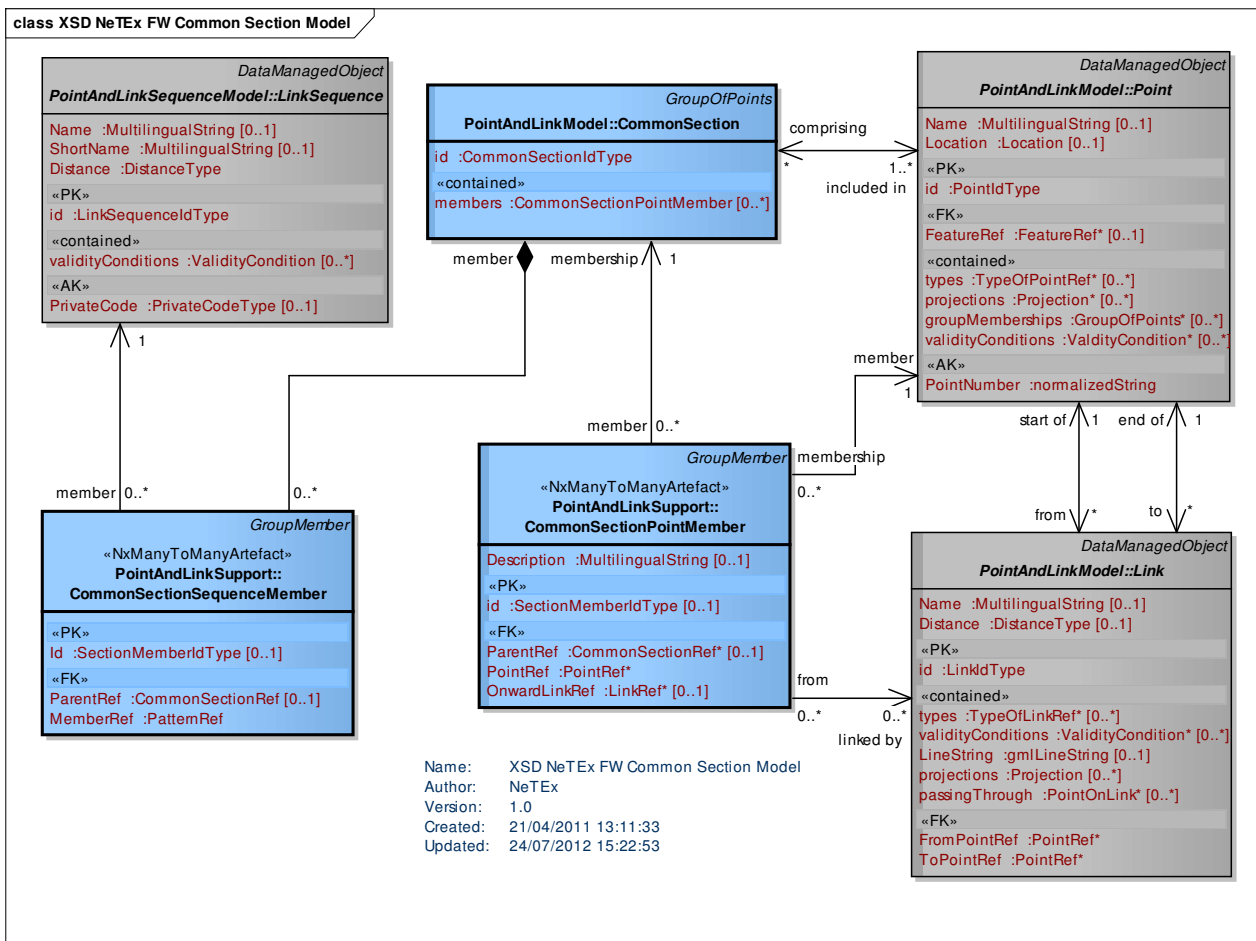 class XSD NeTEx FW Common Section Model
DataManagedObject
PointAndLinkSequenceModel::LinkSequence
Name :MultilingualString [0..1]
ShortName :MultilingualString [0..1]
Distance :DistanceType
«PK»
id :LinkSequenceIdType
«contained»
validityConditions :ValidityCondition [0..*]
«AK»
PrivateCode :PrivateCodeType [0..1]
GroupOfPoints
PointAndLinkModel::CommonSection
id :CommonSectionIdType
«contained»
members :CommonSectionPointMember [0..*]
comprising
*
1..*
included in
DataManagedObject
PointAndLinkModel::Point
Name :MultilingualString [0..1]
Location :Location [0..1]
«PK»
id :PointIdType
«FK»
FeatureRef :FeatureRef* [0..1]
«contained»
types :TypeOfPointRef* [0..*]
projections :Projection* [0..*]
groupMemberships :GroupOfPoints* [0..*]
validityConditions :ValdityCondition* [0..*]
«AK»
PointNumber :normalizedString
member
membership
1
1
member
1
start of
1
end of
1
member 0..*
0..*
member 0..*
membership
0..*
from
*
to
*
GroupMember
«NxManyToManyArtefact»
PointAndLinkSupport::
CommonSectionSequenceMember
«PK»
Id :SectionMemberIdType [0..1]
«FK»
ParentRef :CommonSectionRef [0..1]
MemberRef :PatternRef
GroupMember
«NxManyToManyArtefact»
PointAndLinkSupport::
CommonSectionPointMember
Description :MultilingualString [0..1]
«PK»
id :SectionMemberIdType [0..1]
«FK»
ParentRef :CommonSectionRef* [0..1]
PointRef :PointRef*
OnwardLinkRef :LinkRef* [0..1]
from
0..*
0..*
linked by
DataManagedObject
PointAndLinkModel::Link
Name :MultilingualString [0..1]
Distance :DistanceType [0..1]
«PK»
id :LinkIdType
«contained»
types :TypeOfLinkRef* [0..*]
validityConditions :ValidityCondition* [0..*]
LineString :gmlLineString [0..1]
projections :Projection [0..*]
passingThrough :PointOnLink* [0..*]
«FK»
FromPointRef :PointRef*
ToPointRef :PointRef*
Name: XSD NeTEx FW Common Section Model
Author: NeTEx
Version: 1.0
Created: 21/04/2011 13:11:33
Updated: 24/07/2012 15:22:53